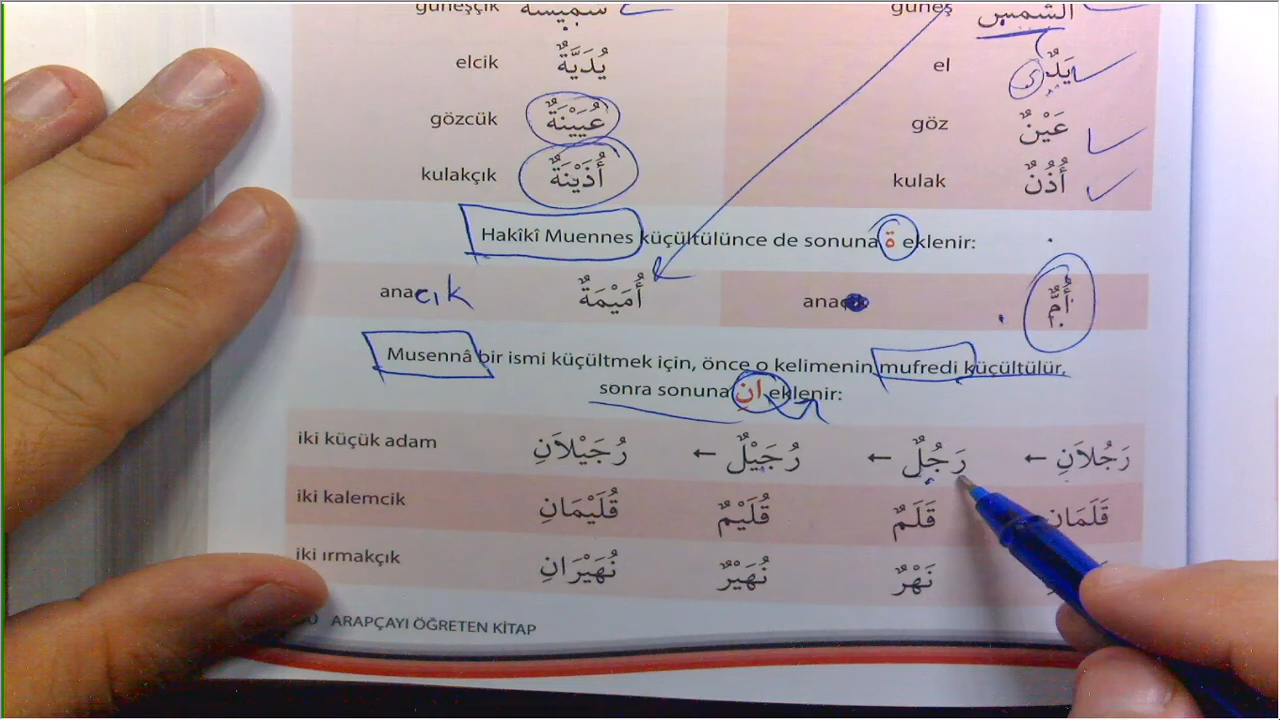 güneşçik شُمَيْسَةٌ güneş الشَّمْسُ
elcik يُدَيَّةٌ el يَدٌ ي
gözcük عُيَيْنَةٌ göz عَيْنٌ
kulakçık أُذَيْنَةٌ kulak أُذُنٌ
Hakîkî Muennes küçültülünce de sonuna ة eklenir:
anacık أُمَيْمَةٌ ana أُمٌّ
Musennâ bir ismi küçültmek için, önce o kelimenin mufredi küçültülür,
sonra sonuna انِ eklenir:
iki küçük adam رُجَيْلاَنِ ← رُجَيْلٌ ← رَجُلٌ ← رَجُلاَنِ
iki kalemcik قُلَيْمَانِ قُلَيْمٌ قَلَمٌ قَلَمَانِ
iki ırmakçık نُهَيْرَانِ نُهَيْرٌ نَهْرٌ
ARAPÇAYI ÖĞRETEN KİTAP